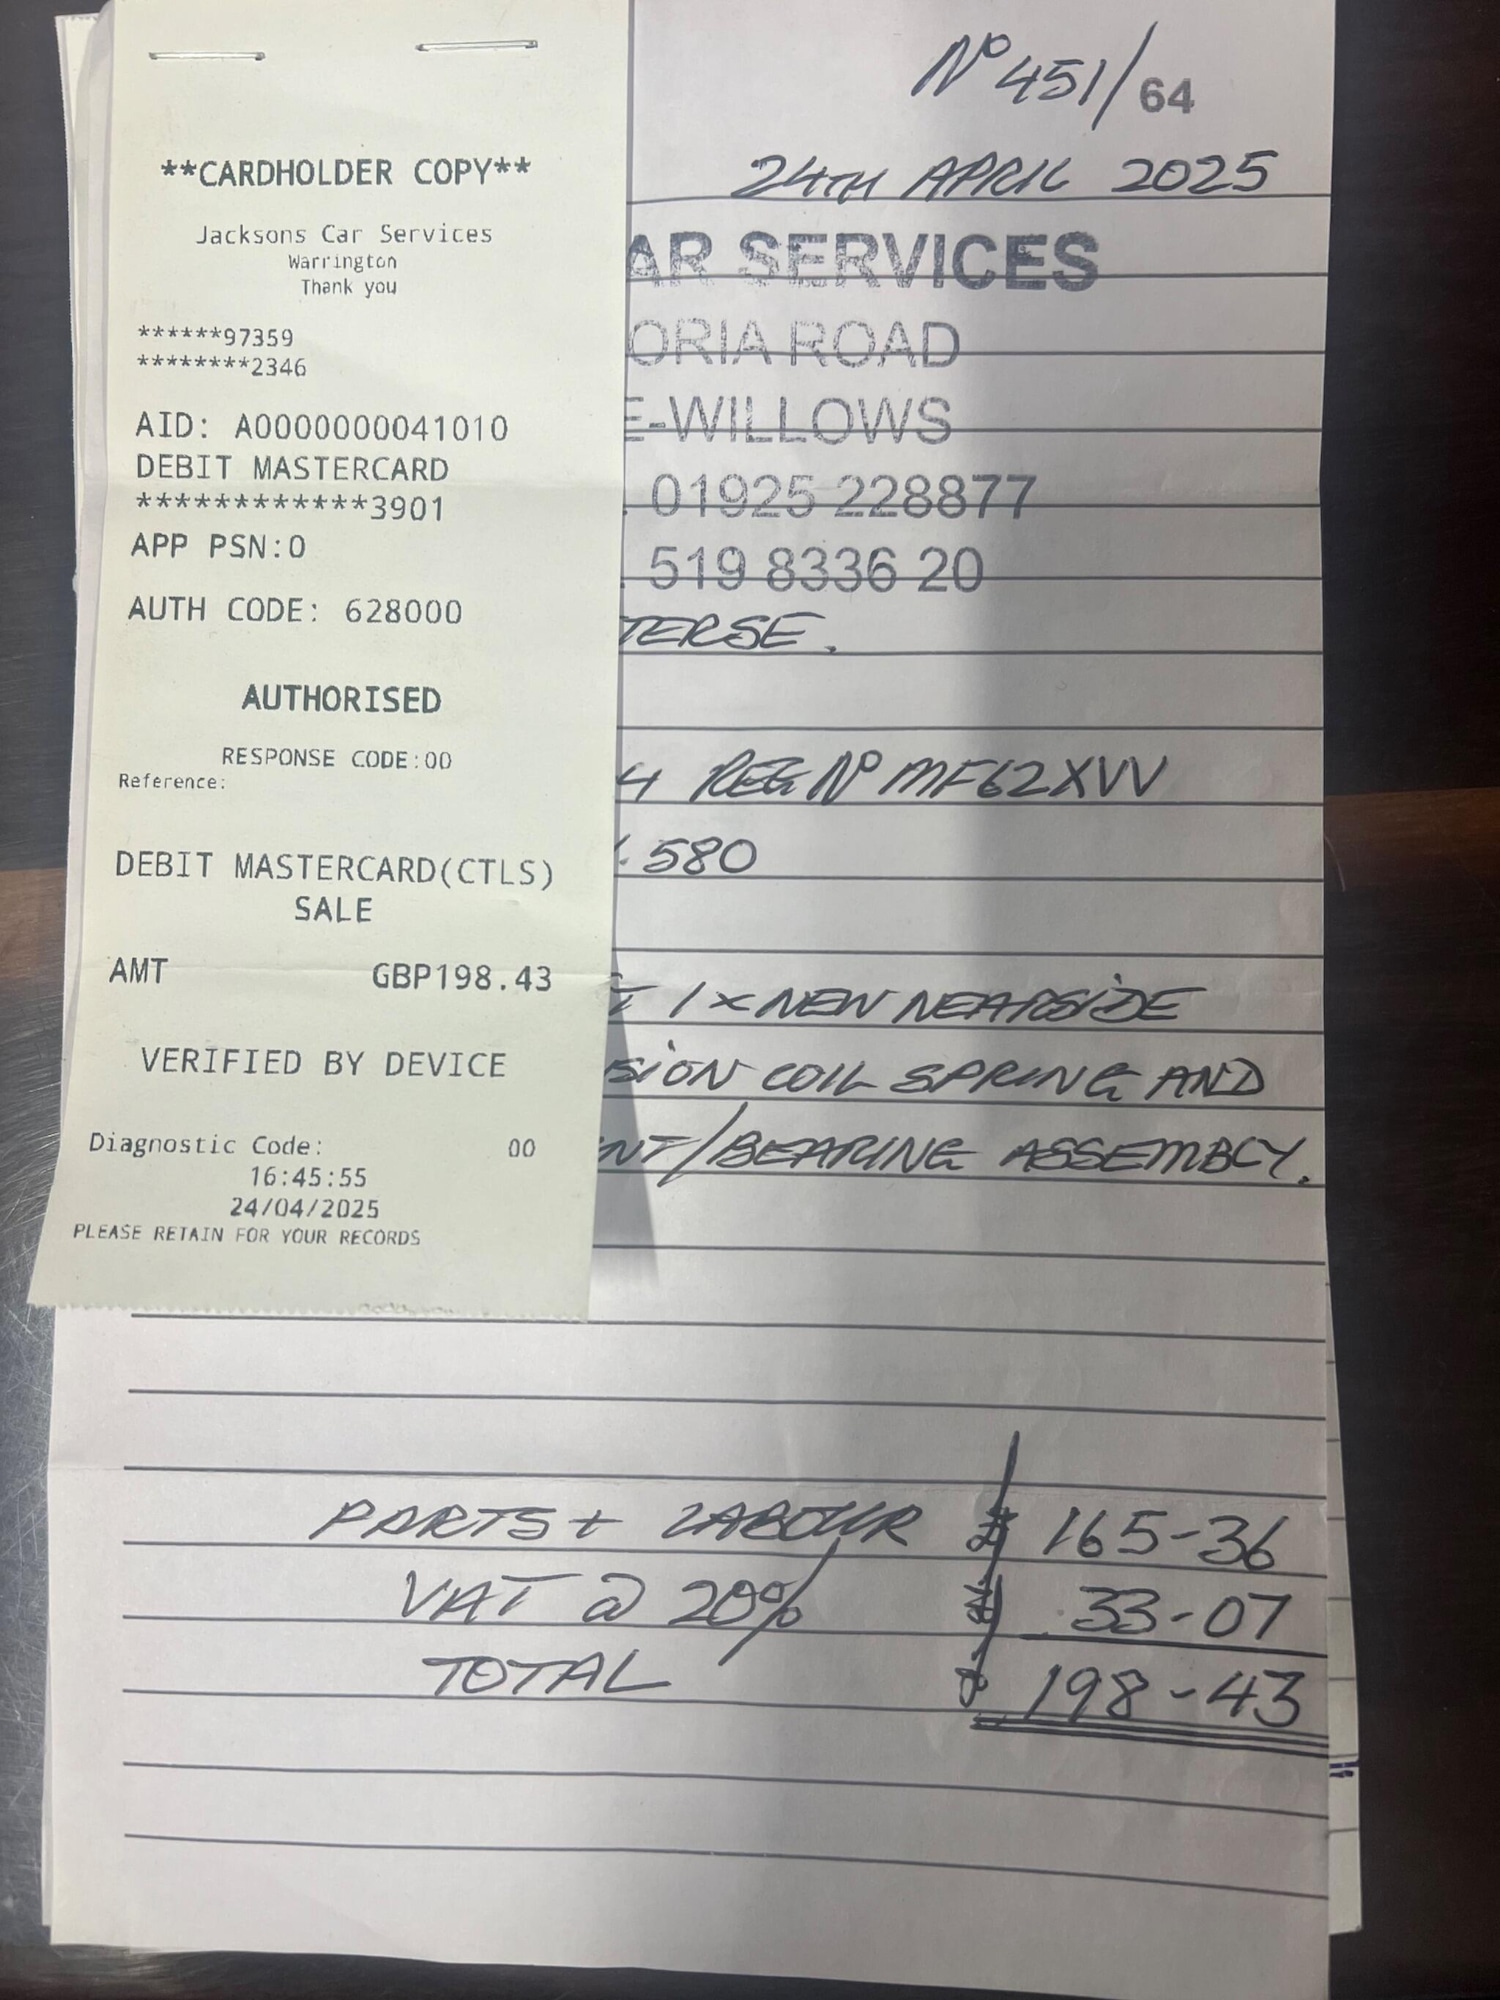 **CARDHOLDER COPY**
Jacksons Car Services
Warrington
Thank you
******97359
********2346
AID: A0000000041010
DEBIT MASTERCARD
************3901
APP PSN:0
AUTH CODE: 628000
AUTHORISED
RESPONSE CODE:00
Reference:
DEBIT MASTERCARD(CTLS)
SALE
AMT GBP198.43
VERIFIED BY DEVICE
Diagnostic Code: 00
16:45:55
24/04/2025
PLEASE RETAIN FOR YOUR RECORDS
Nº 451/64
24TH APRIL 2025
AR SERVICES
ORIA ROAD
E-WILLOWS
. 01925 228877
. 519 8336 20
TERSE.
4 REG Nº MF62XVV
580
T 1 x NEW NEARSIDE
SION COIL SPRING AND
NT/BEARING ASSEMBLY.
PARTS + LABOUR £ 165-36
VAT @ 20% £ 33-07
TOTAL £ 198-43